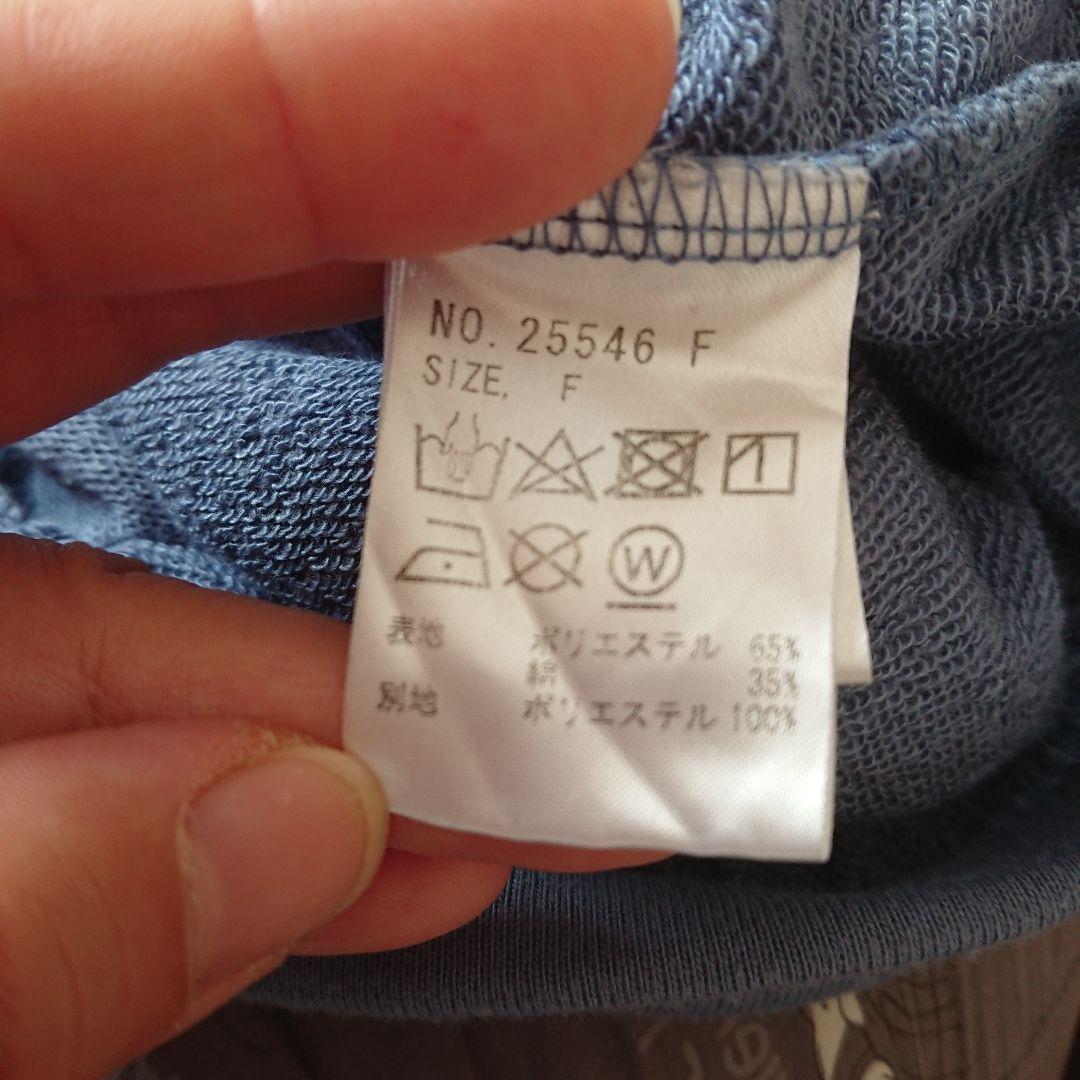 NO. 25546 F
SIZE. F
W
表地 ポリエステル 65%
綿 35%
別地 ポリエステル 100%